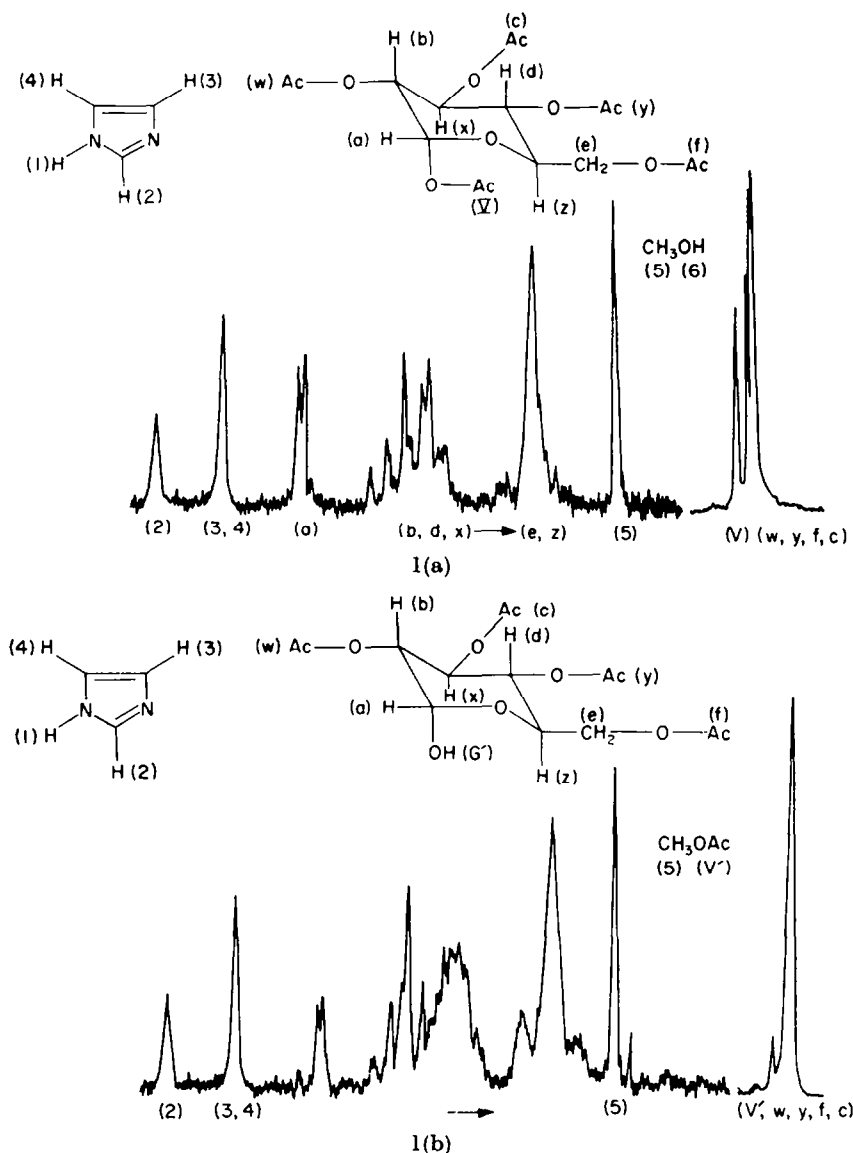 (c)
Ac
H (b)
O
H (d)
(4) H
H (3)
(w) Ac—O
O—Ac (y)
H (x)
(e)
(f)
N
N
(a) H
O
CH2—O—Ac
(1) H
H (2)
O—Ac
(V)
H (z)
CH3OH
(5) (6)
(2) (3, 4) (a) (b, d, x) (e, z) (5) (V) (w, y, f, c)
1(a)
H (b)
Ac (c)
O
H (d)
(4) H
H (3)
(w) Ac—O
O—Ac (y)
H (x)
(e)
(f)
N
N
(a) H
O
CH2—O—Ac
(1) H
OH (G′)
H (2)
H (z)
CH3OAc
(5) (V′)
(2) (3, 4) (5) (V′, w, y, f, c)
1(b)